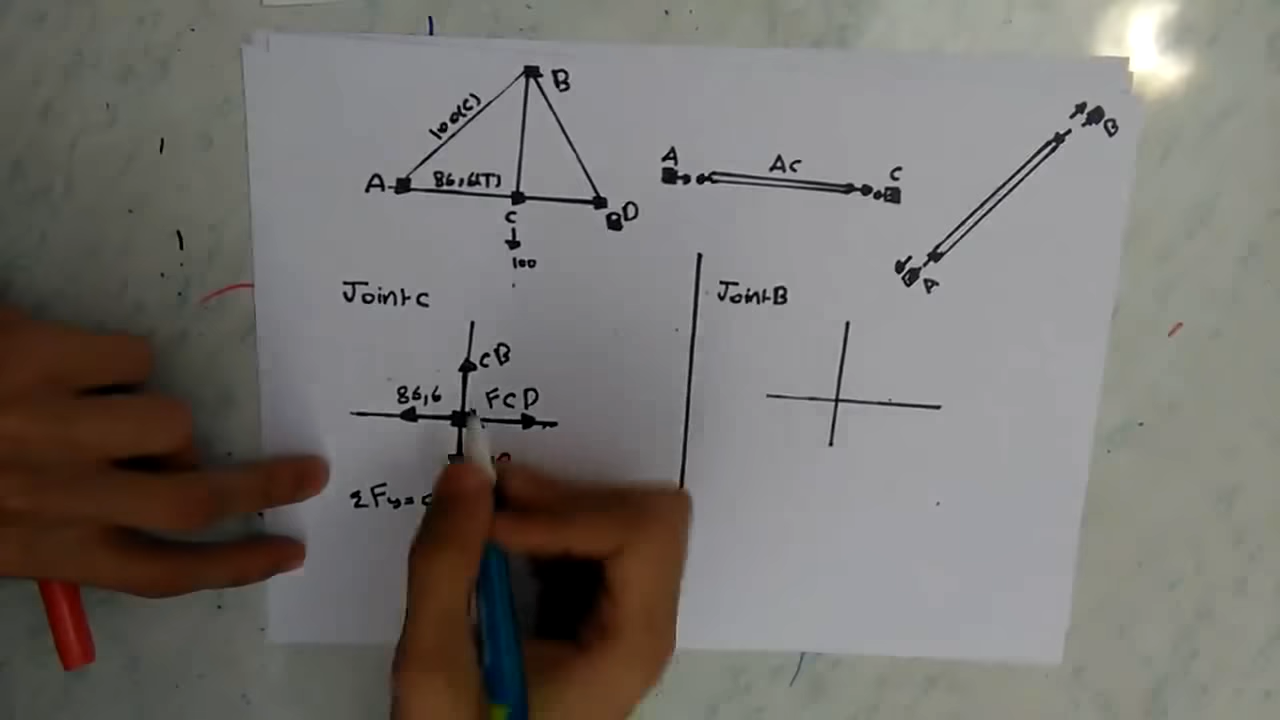 B
100(C)
A
86,6(T)
C
D
100
A
AC
C
B
A
Joint C
CB
86,6
FCD
ΣFy=
Joint B